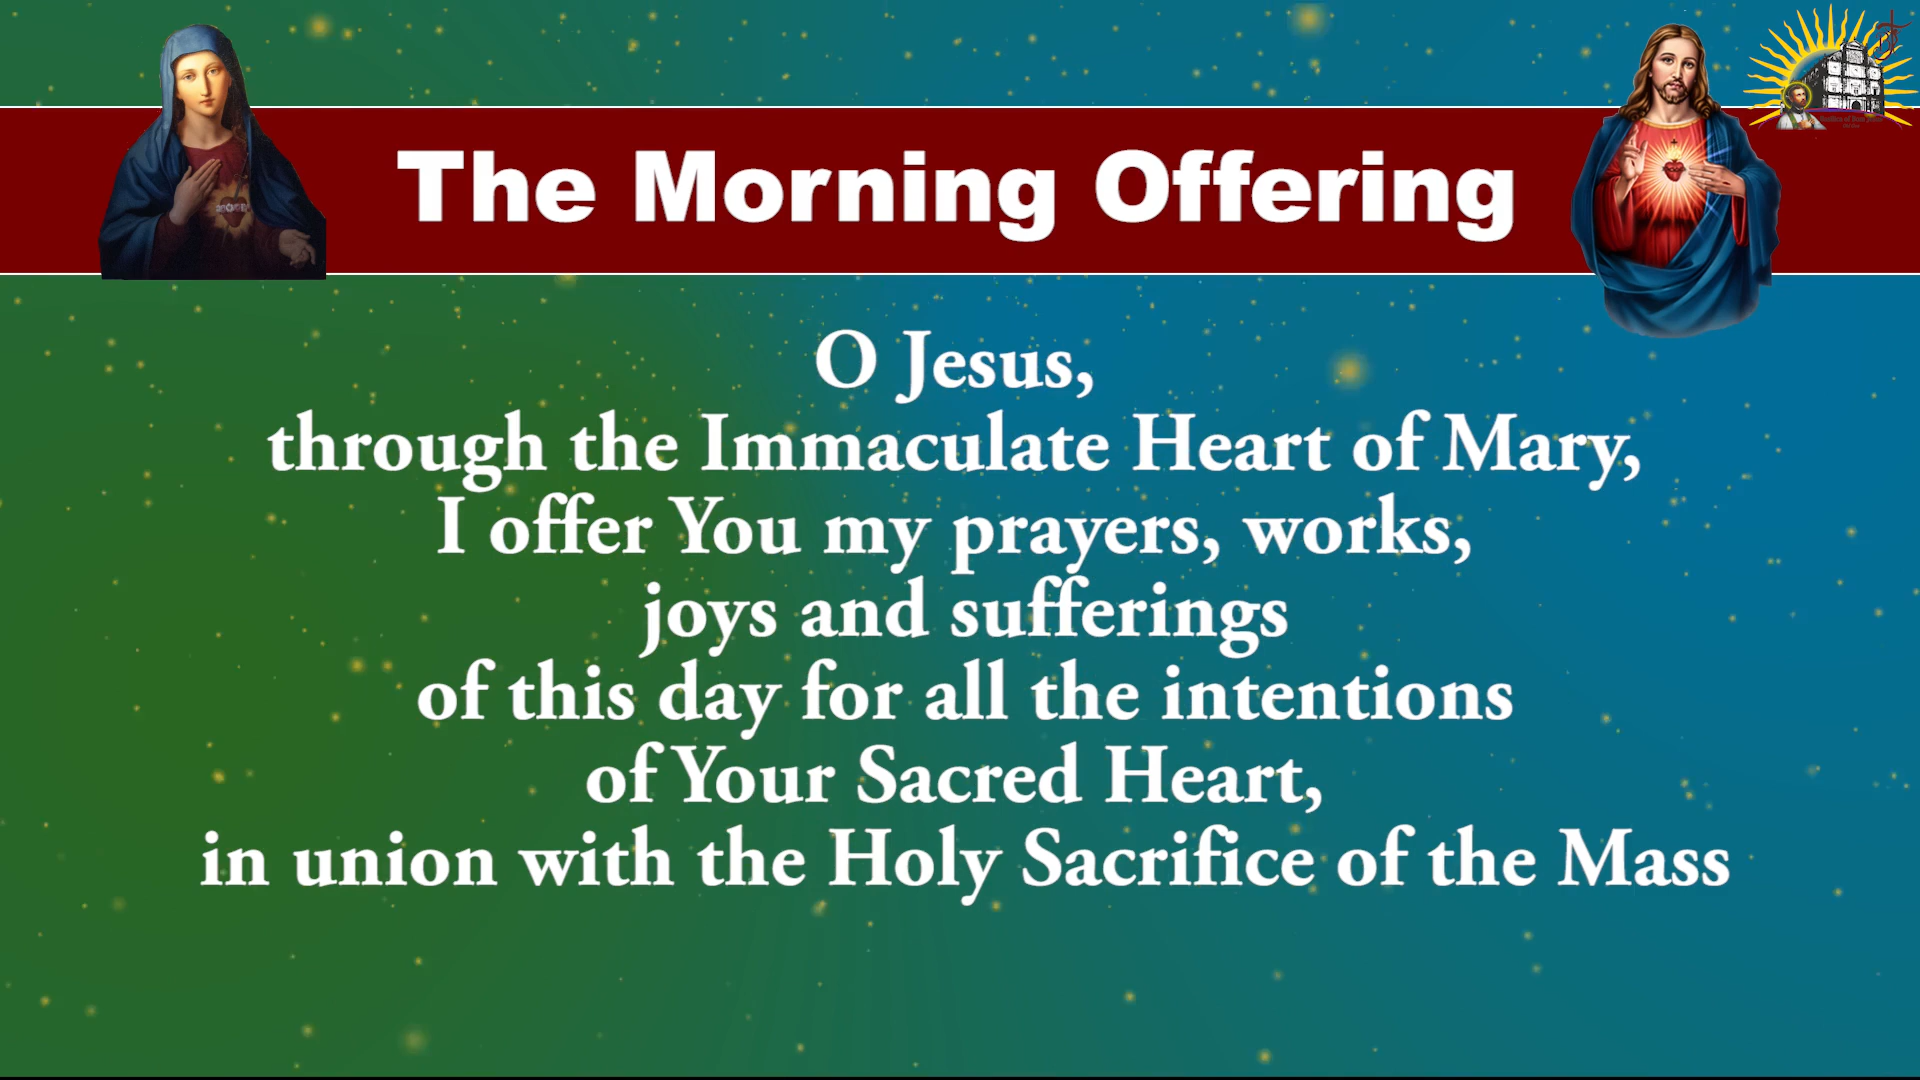 The Morning Offering
O Jesus,
through the Immaculate Heart of Mary,
I offer You my prayers, works,
joys and sufferings
of this day for all the intentions
of Your Sacred Heart,
in union with the Holy Sacrifice of the Mass